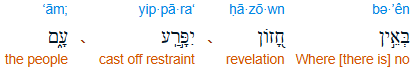 ‘ām; yip·pā·ra‘ ḥā·zō·wn bə·’ên
בְּאֵ֣ין חָ֭זוֹן ､ יִפָּ֣רַֽע ､ עָ֑ם
the people cast off restraint revelation Where [there is] no